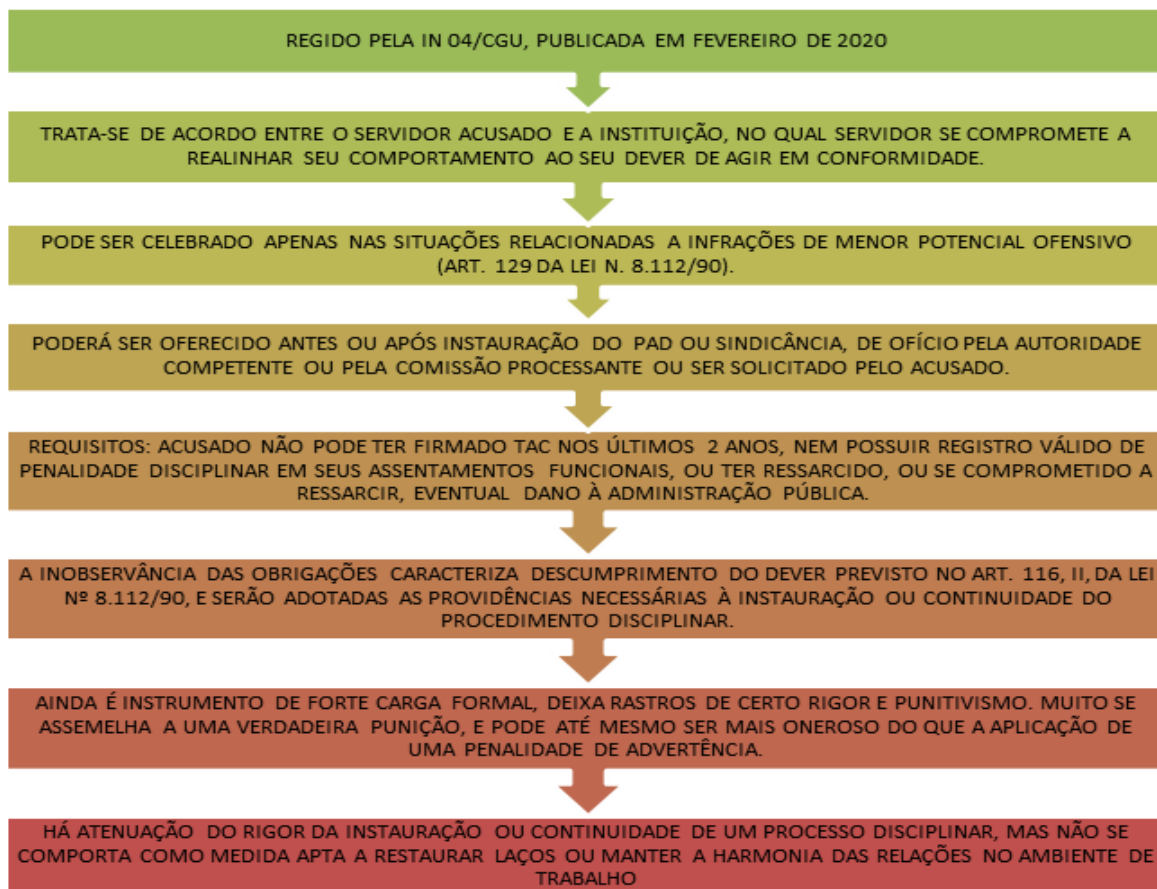 REGIDO PELA IN 04/CGU, PUBLICADA EM FEVEREIRO DE 2020
TRATA-SE DE ACORDO ENTRE O SERVIDOR ACUSADO E A INSTITUIÇÃO, NO QUAL SERVIDOR SE COMPROMETE A
REALINHAR SEU COMPORTAMENTO AO SEU DEVER DE AGIR EM CONFORMIDADE.
PODE SER CELEBRADO APENAS NAS SITUAÇÕES RELACIONADAS A INFRAÇÕES DE MENOR POTENCIAL OFENSIVO
(ART. 129 DA LEI N. 8.112/90).
PODERÁ SER OFERECIDO ANTES OU APÓS INSTAURAÇÃO DO PAD OU SINDICÂNCIA, DE OFÍCIO PELA AUTORIDADE
COMPETENTE OU PELA COMISSÃO PROCESSANTE OU SER SOLICITADO PELO ACUSADO.
REQUISITOS: ACUSADO NÃO PODE TER FIRMADO TAC NOS ÚLTIMOS 2 ANOS, NEM POSSUIR REGISTRO VÁLIDO DE
PENALIDADE DISCIPLINAR EM SEUS ASSENTAMENTOS FUNCIONAIS, OU TER RESSARCIDO, OU SE COMPROMETIDO A
RESSARCIR, EVENTUAL DANO À ADMINISTRAÇÃO PÚBLICA.
A INOBSERVÂNCIA DAS OBRIGAÇÕES CARACTERIZA DESCUMPRIMENTO DO DEVER PREVISTO NO ART. 116, II, DA LEI
Nº 8.112/90, E SERÃO ADOTADAS AS PROVIDÊNCIAS NECESSÁRIAS À INSTAURAÇÃO OU CONTINUIDADE DO
PROCEDIMENTO DISCIPLINAR.
AINDA É INSTRUMENTO DE FORTE CARGA FORMAL, DEIXA RASTROS DE CERTO RIGOR E PUNITIVISMO. MUITO SE
ASSEMELHA A UMA VERDADEIRA PUNIÇÃO, E PODE ATÉ MESMO SER MAIS ONEROSO DO QUE A APLICAÇÃO DE
UMA PENALIDADE DE ADVERTÊNCIA.
HÁ ATENUAÇÃO DO RIGOR DA INSTAURAÇÃO OU CONTINUIDADE DE UM PROCESSO DISCIPLINAR, MAS NÃO SE
COMPORTA COMO MEDIDA APTA A RESTAURAR LAÇOS OU MANTER A HARMONIA DAS RELAÇÕES NO AMBIENTE DE
TRABALHO